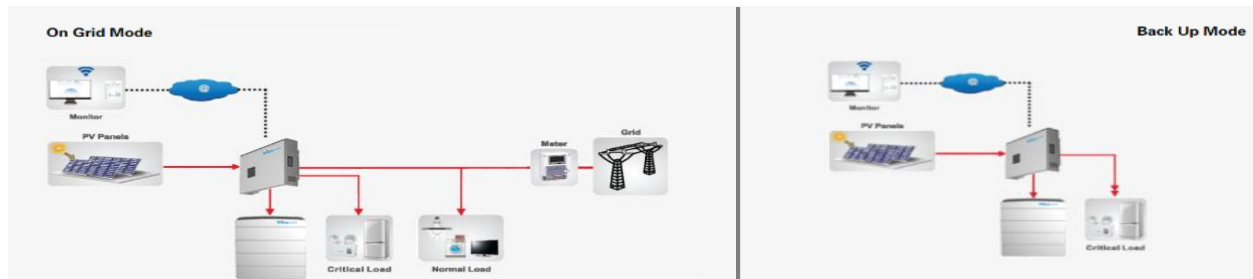 On Grid Mode
Monitor
@
PV Panels
Meter
Grid
Critical Load
Normal Load
Back Up Mode
Monitor
@
PV Panels
Critical Load